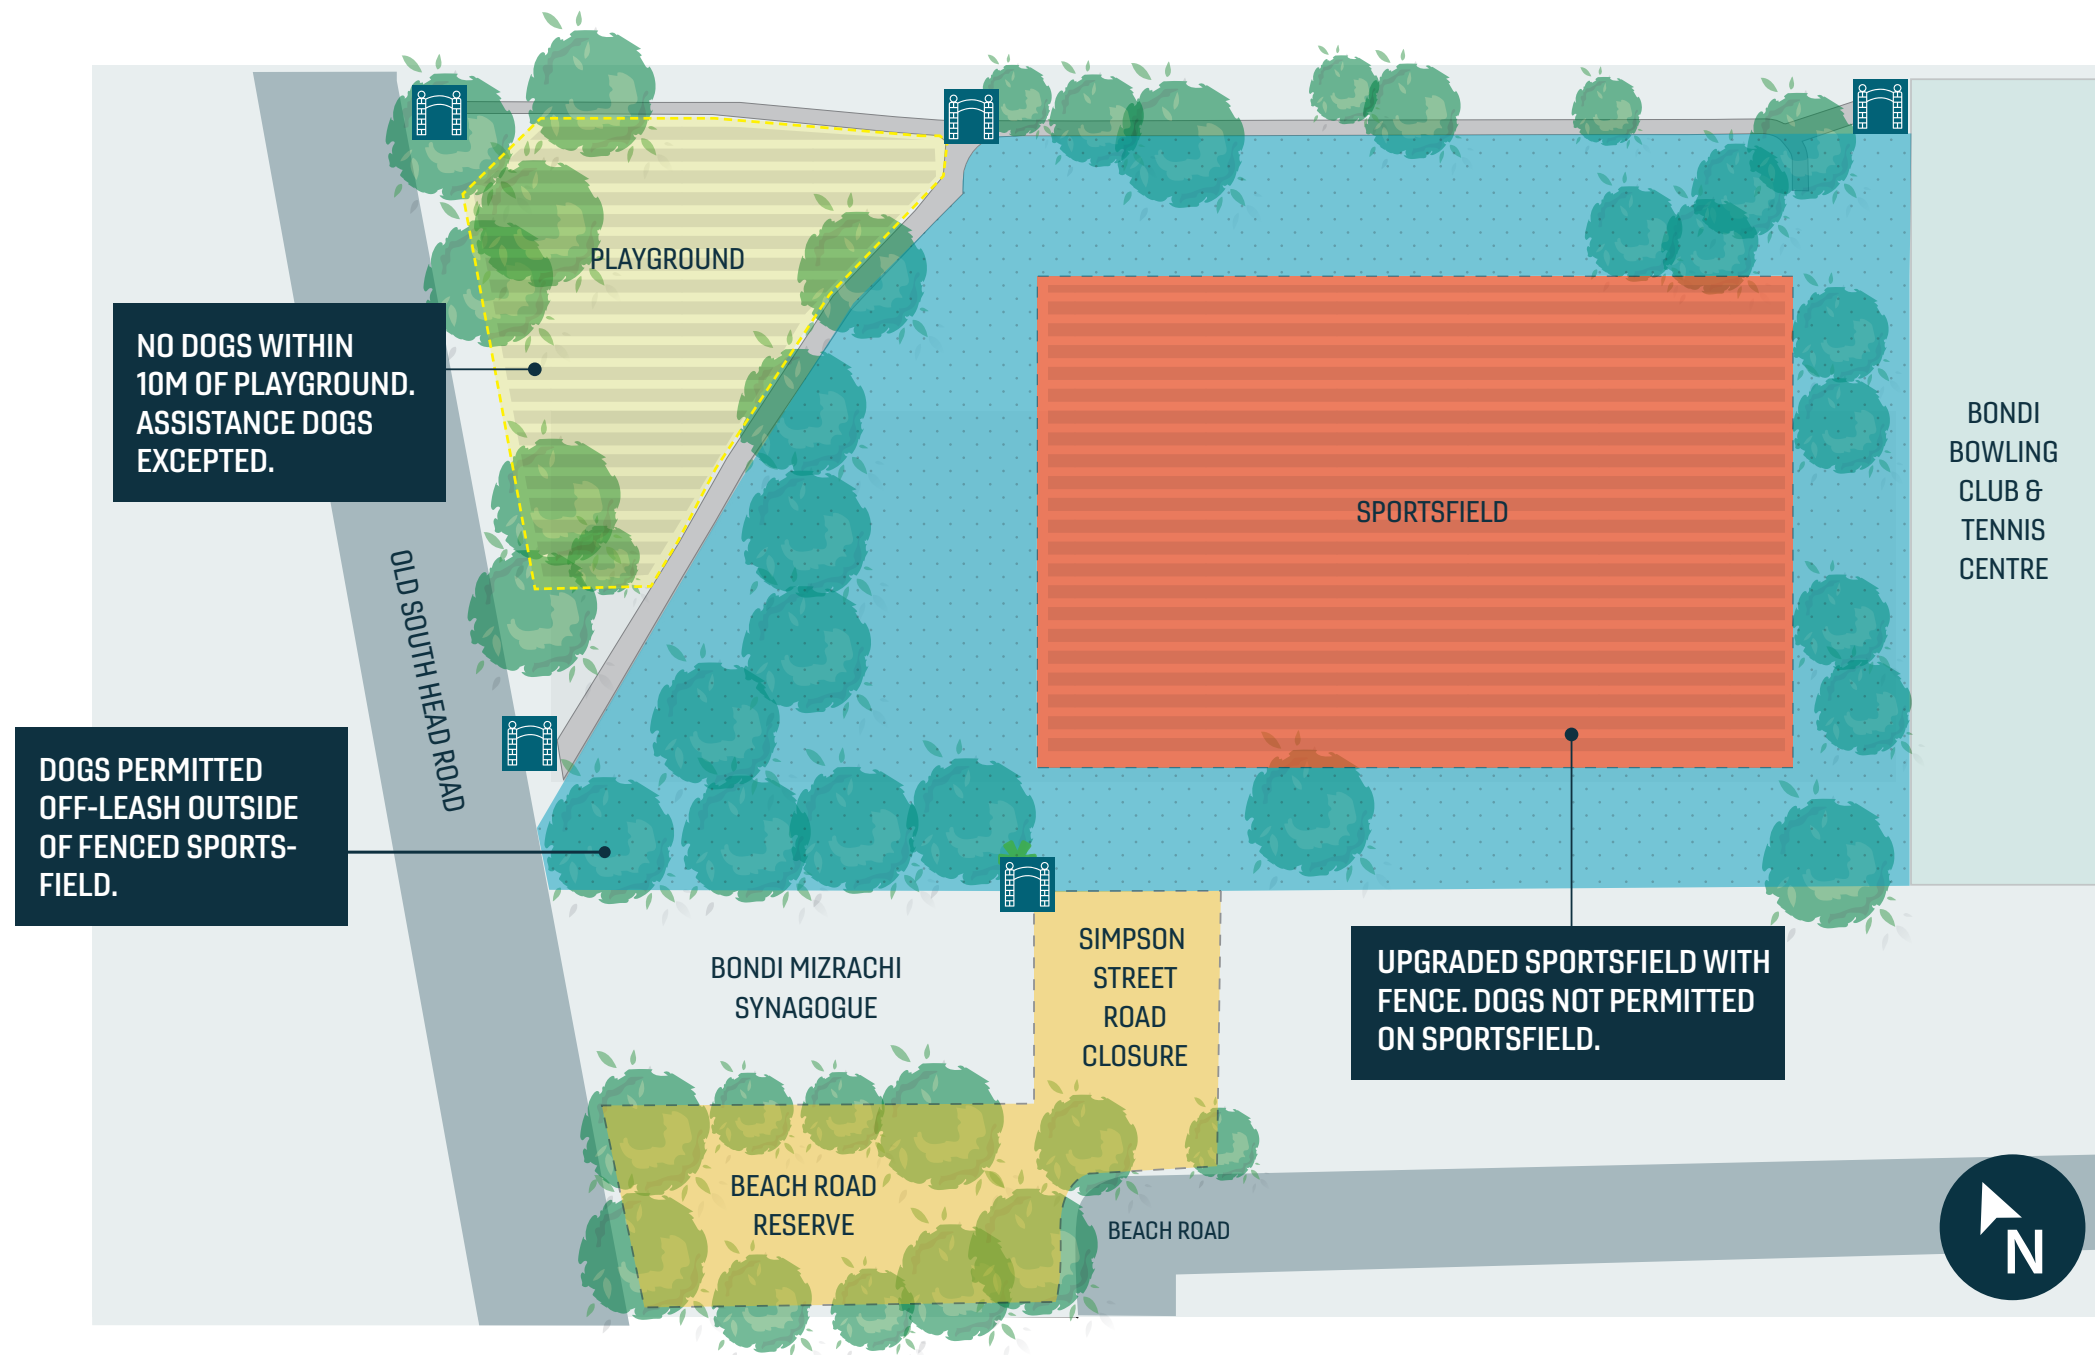 PLAYGROUND
NO DOGS WITHIN
10M OF PLAYGROUND.
ASSISTANCE DOGS
EXCEPTED.
SPORTSFIELD
BONDI
BOWLING
CLUB &
TENNIS
CENTRE
OLD SOUTH HEAD ROAD
DOGS PERMITTED
OFF-LEASH OUTSIDE
OF FENCED SPORTS-
FIELD.
BONDI MIZRACHI
SYNAGOGUE
SIMPSON
STREET
ROAD
CLOSURE
UPGRADED SPORTSFIELD WITH
FENCE. DOGS NOT PERMITTED
ON SPORTSFIELD.
BEACH ROAD
RESERVE
BEACH ROAD
N